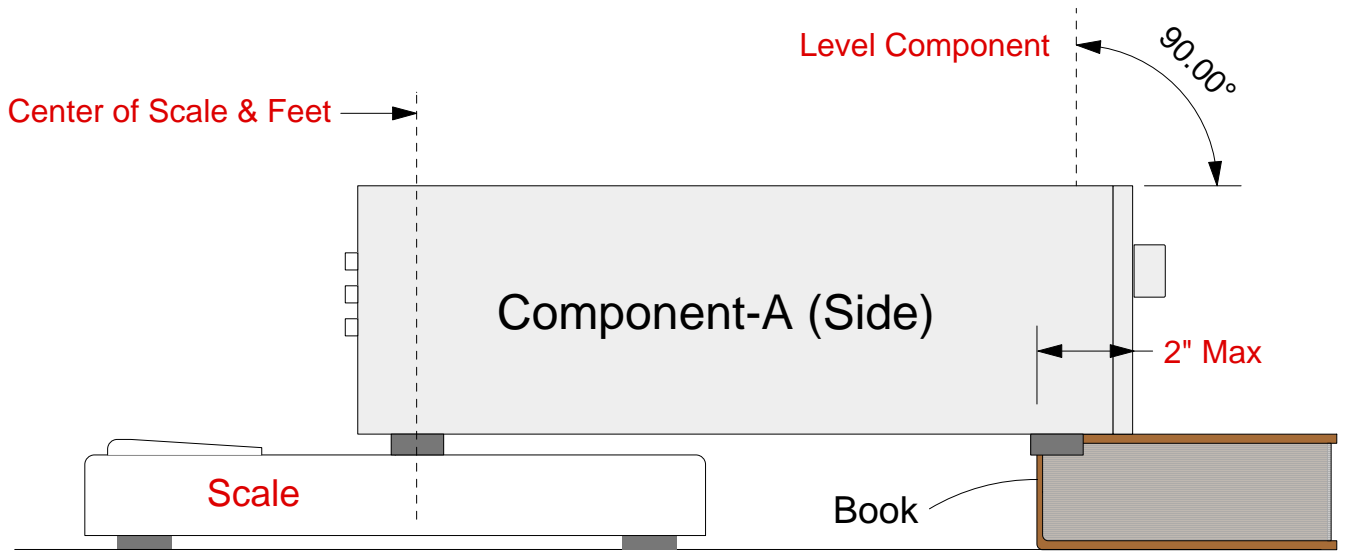 Level Component
90.00°
Center of Scale & Feet
Component-A (Side)
2" Max
Scale
Book